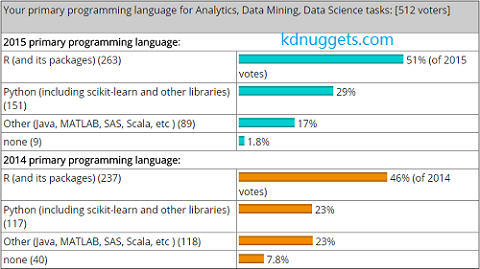 Your primary programming language for Analytics, Data Mining, Data Science tasks: [512 voters]
2015 primary programming language:
kdnuggets.com
R (and its packages) (263)
51% (of 2015
votes)
Python (including scikit-learn and other libraries)
(151)
29%
Other (Java, MATLAB, SAS, Scala, etc ) (89)
17%
none (9)
1.8%
2014 primary programming language:
R (and its packages) (237)
46% (of 2014
votes)
Python (including scikit-learn and other libraries)
(117)
23%
Other (Java, MATLAB, SAS, Scala, etc ) (118)
23%
none (40)
7.8%